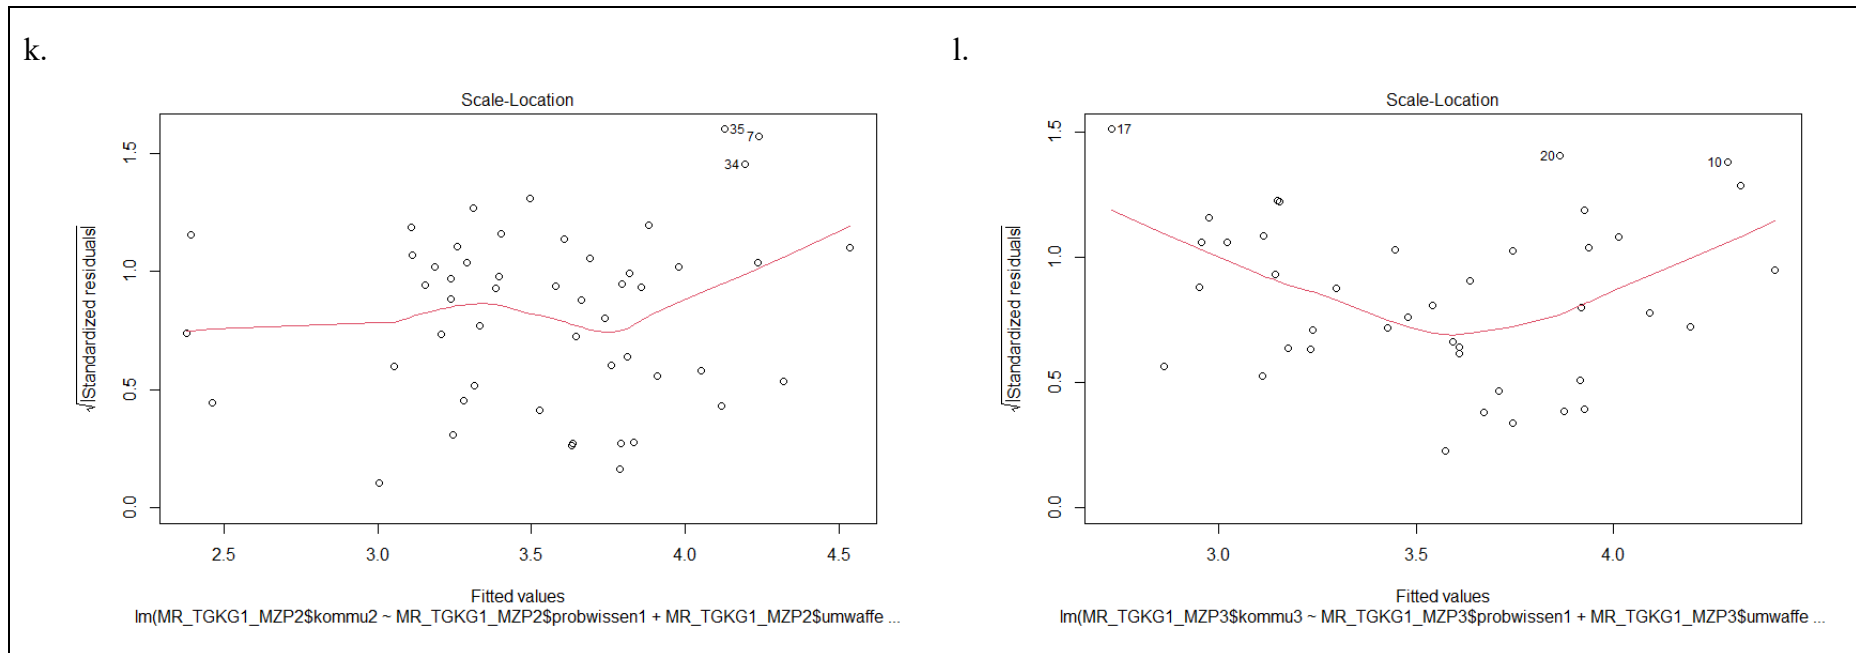 k.
Scale-Location
√|Standardized residuals|
1.5
1.0
0.5
0.0
35
7
34
2.5 3.0 3.5 4.0 4.5
Fitted values
lm(MR_TGKG1_MZP2$kommu2 ~ MR_TGKG1_MZP2$probwissen1 + MR_TGKG1_MZP2$umwaffe ...
l.
Scale-Location
√|Standardized residuals|
1.5
1.0
0.5
0.0
17
20
10
3.0 3.5 4.0
Fitted values
lm(MR_TGKG1_MZP3$kommu3 ~ MR_TGKG1_MZP3$probwissen1 + MR_TGKG1_MZP3$umwaffe ...